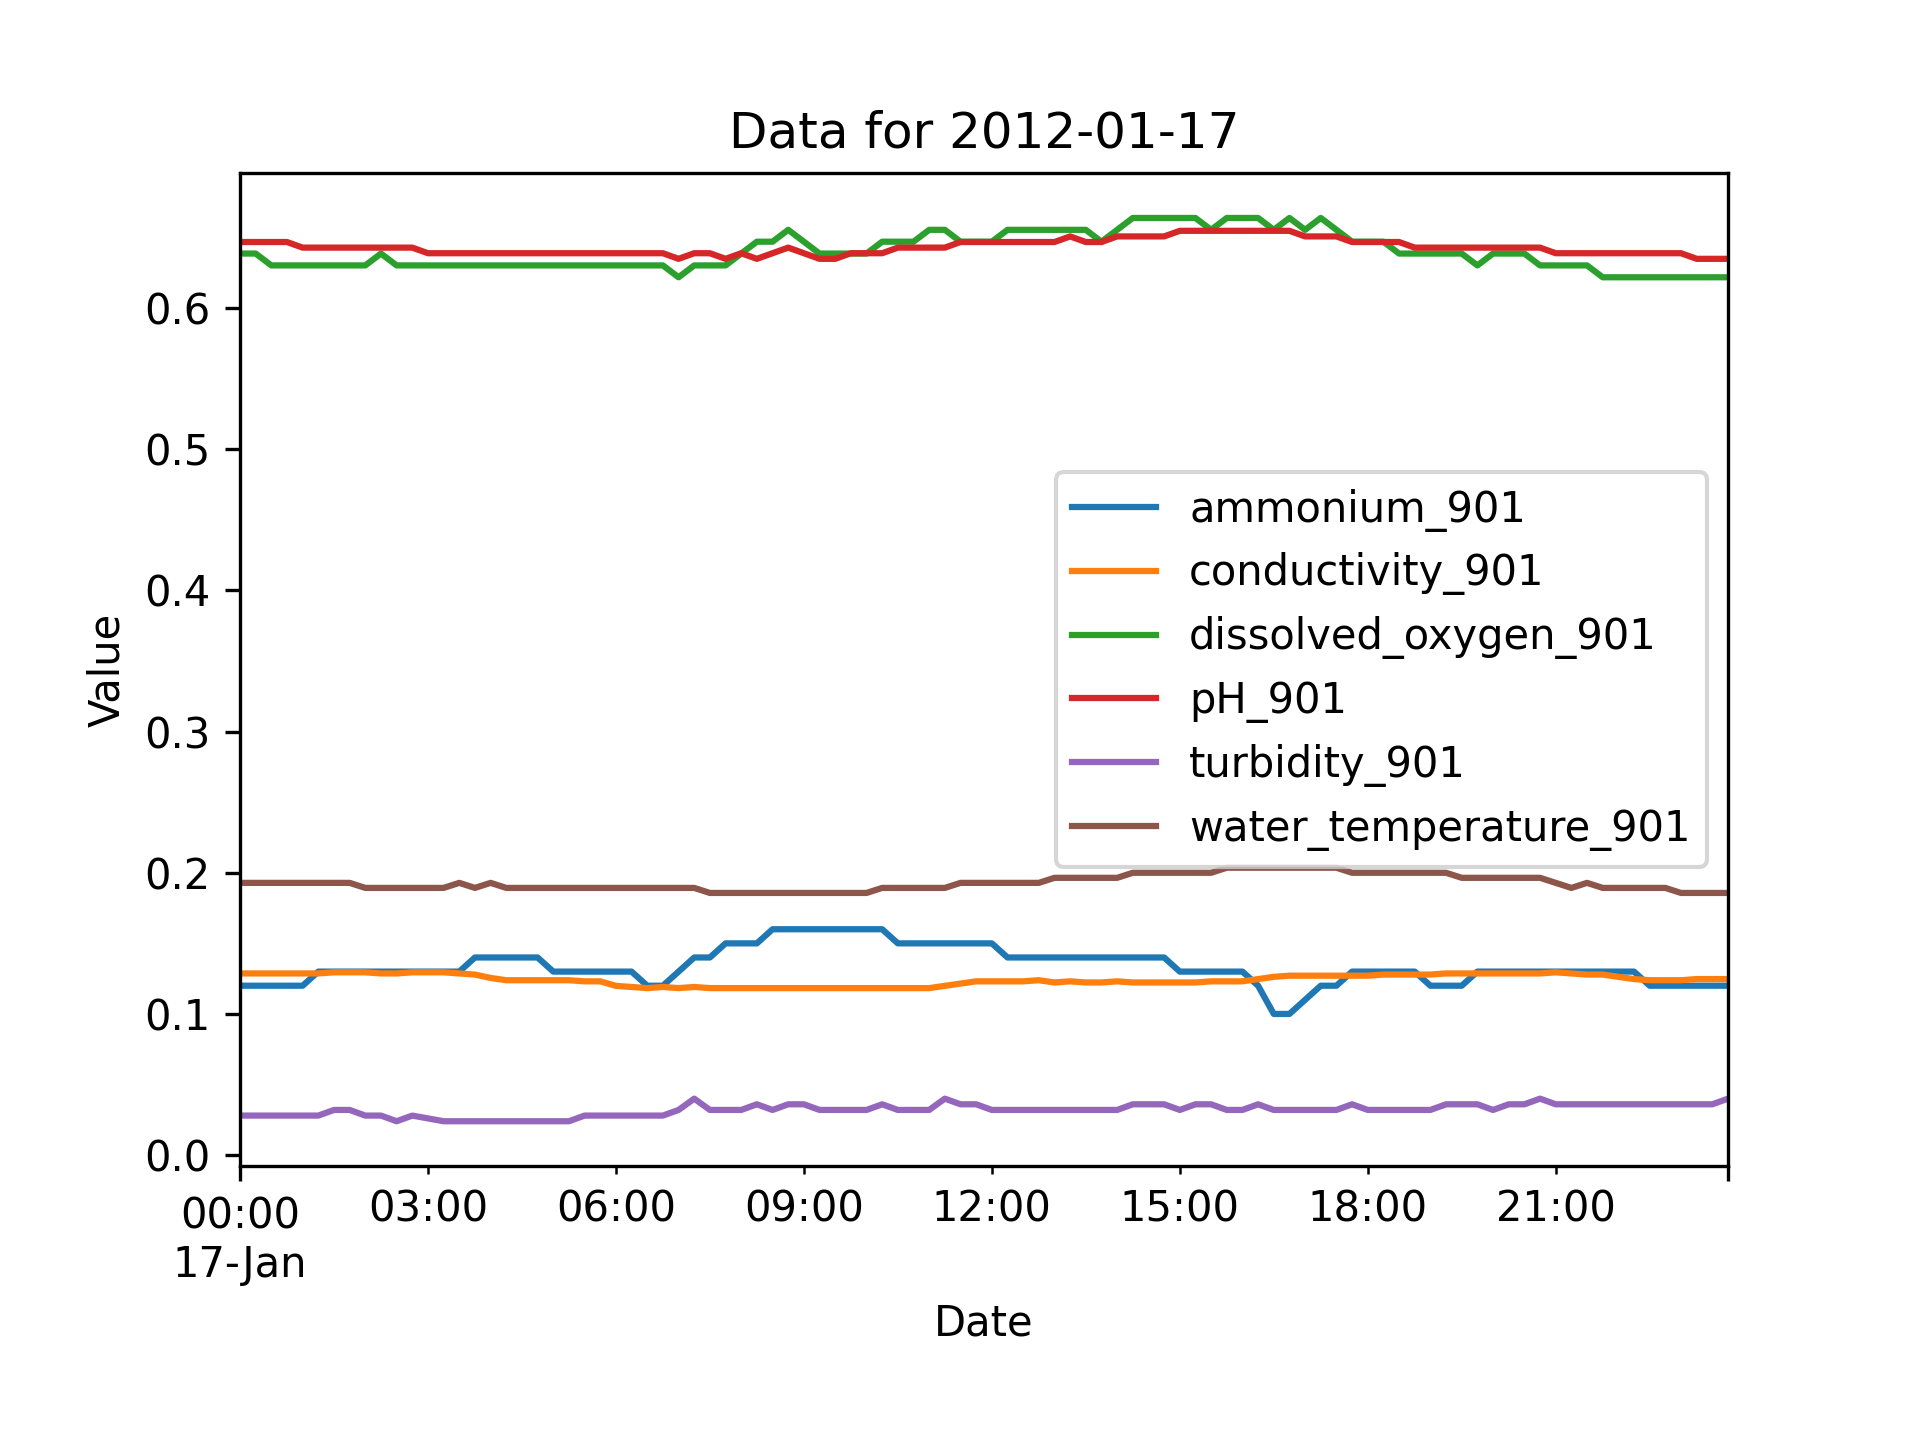 Data for 2012-01-17
Value
0.6
0.5
0.4
0.3
0.2
0.1
0.0
ammonium_901
conductivity_901
dissolved_oxygen_901
pH_901
turbidity_901
water_temperature_901
00:00 03:00 06:00 09:00 12:00 15:00 18:00 21:00
17-Jan
Date